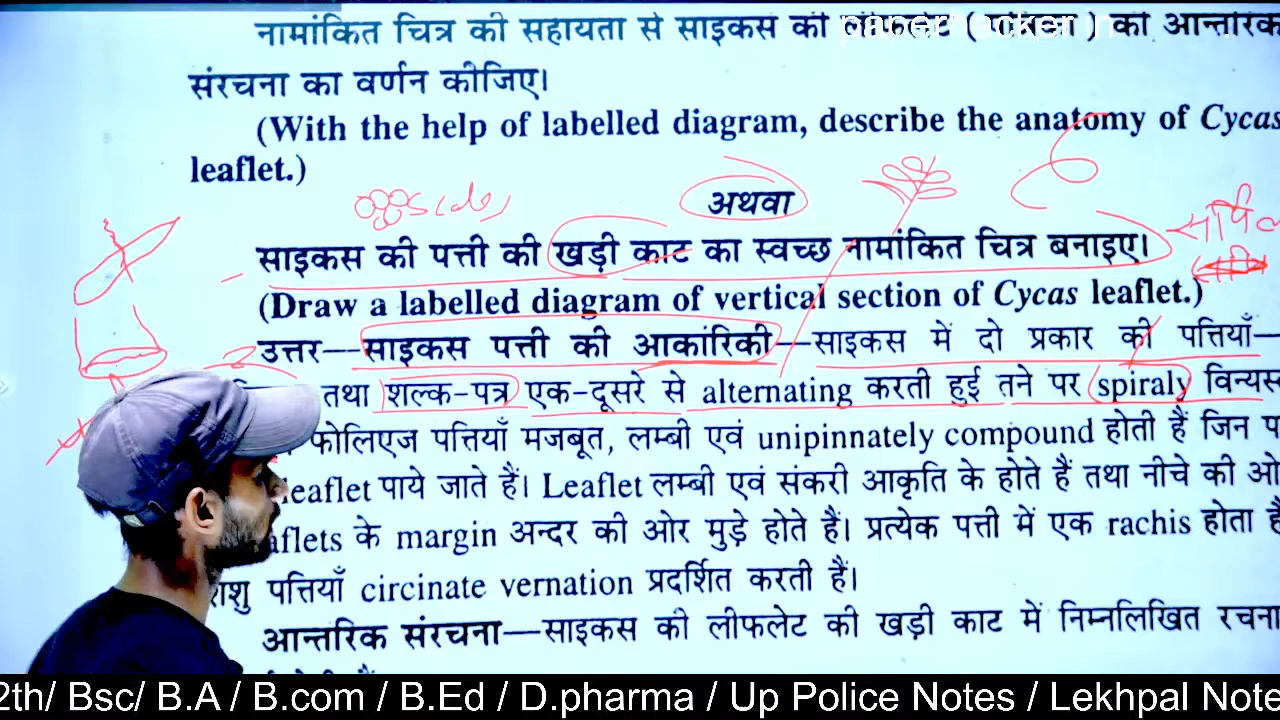 नामांकित चित्र की सहायता से साइकस की लीफलेट ( ) की आन्तरिक
संरचना का वर्णन कीजिए।
(With the help of labelled diagram, describe the anatomy of Cycas
leaflet.)
अथवा
साइकस की पत्ती की खड़ी काट का स्वच्छ नामांकित चित्र बनाइए।
(Draw a labelled diagram of vertical section of Cycas leaflet.)
उत्तर—साइकस पत्ती की आकारिकी—साइकस में दो प्रकार की पत्तियाँ—
तथा शल्क-पत्र एक-दूसरे से alternating करती हुई तने पर spiraly विन्यस
फोलिएज पत्तियाँ मजबूत, लम्बी एवं unipinnately compound होती हैं जिन प
leaflet पाये जाते हैं। Leaflet लम्बी एवं संकरी आकृति के होते हैं तथा नीचे की ओ
aflets के margin अन्दर की ओर मुड़े होते हैं। प्रत्येक पत्ती में एक rachis होता है
शिशु पत्तियाँ circinate vernation प्रदर्शित करती हैं।
आन्तरिक संरचना—साइकस की लीफलेट की खड़ी काट में निम्नलिखित रचना
2th/ Bsc/ B.A / B.com / B.Ed / D.pharma / Up Police Notes / Lekhpal Note